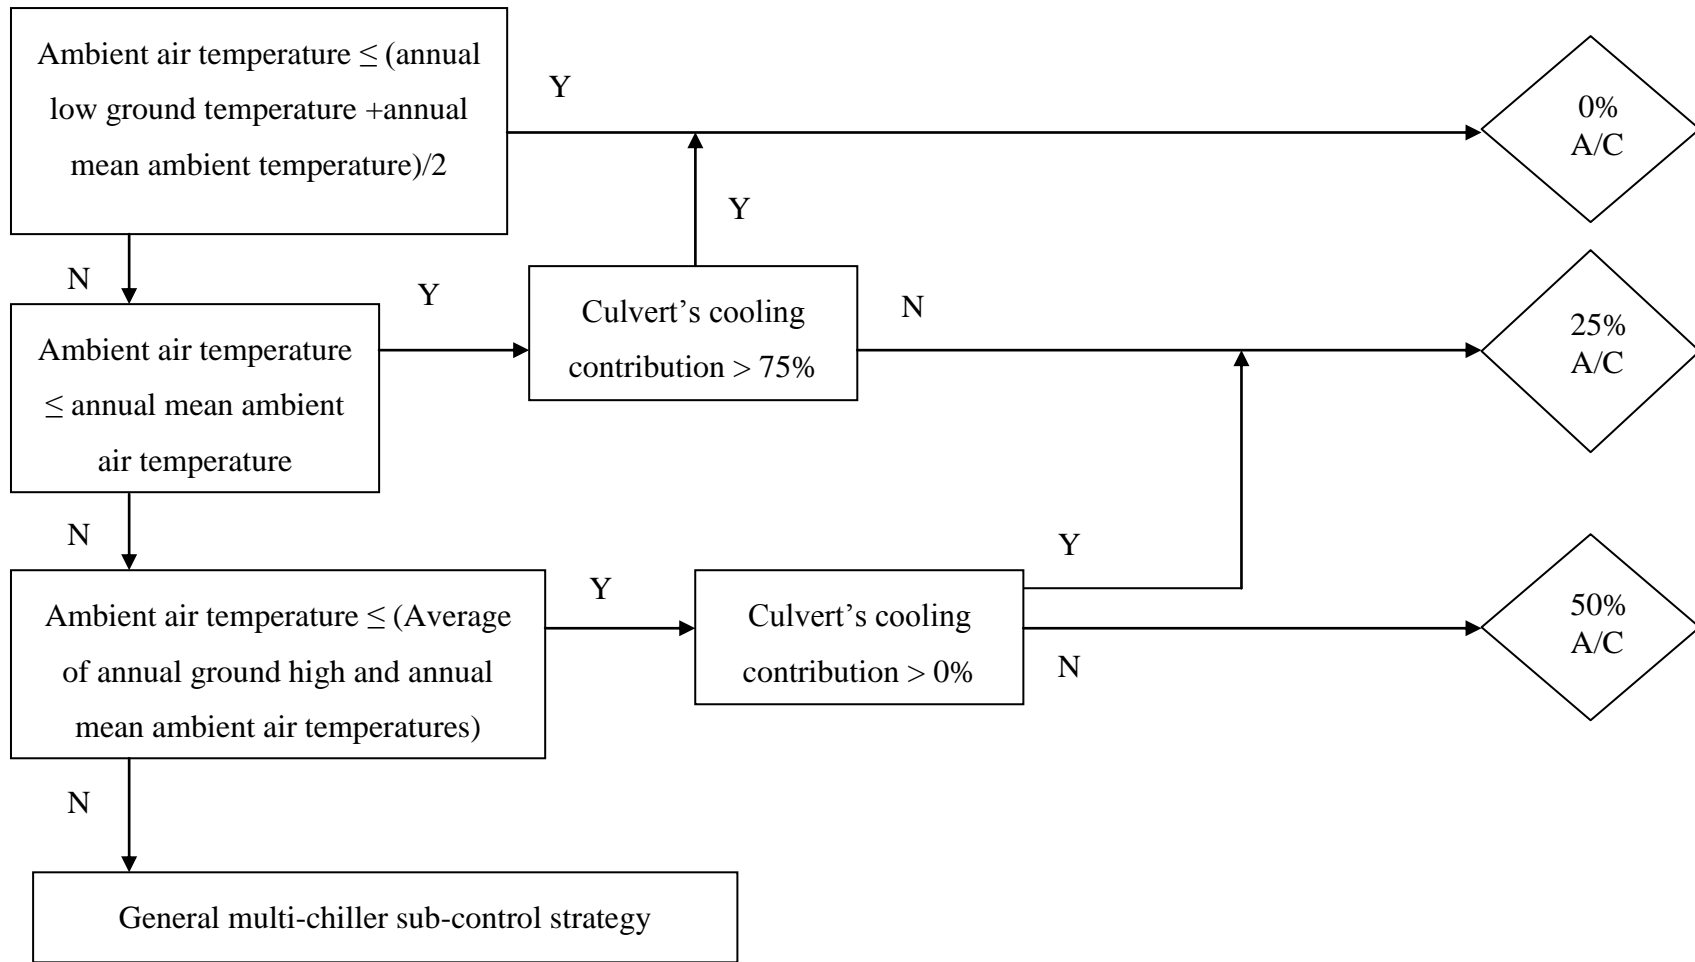 Ambient air temperature ≤ (annual
low ground temperature +annual
mean ambient temperature)/2
Y
0%
A/C
Y
N
Y
Ambient air temperature
≤ annual mean ambient
air temperature
Culvert’s cooling
contribution > 75%
N
25%
A/C
N
Y
Ambient air temperature ≤ (Average
of annual ground high and annual
mean ambient air temperatures)
Y
Culvert’s cooling
contribution > 0%
N
50%
A/C
N
General multi-chiller sub-control strategy